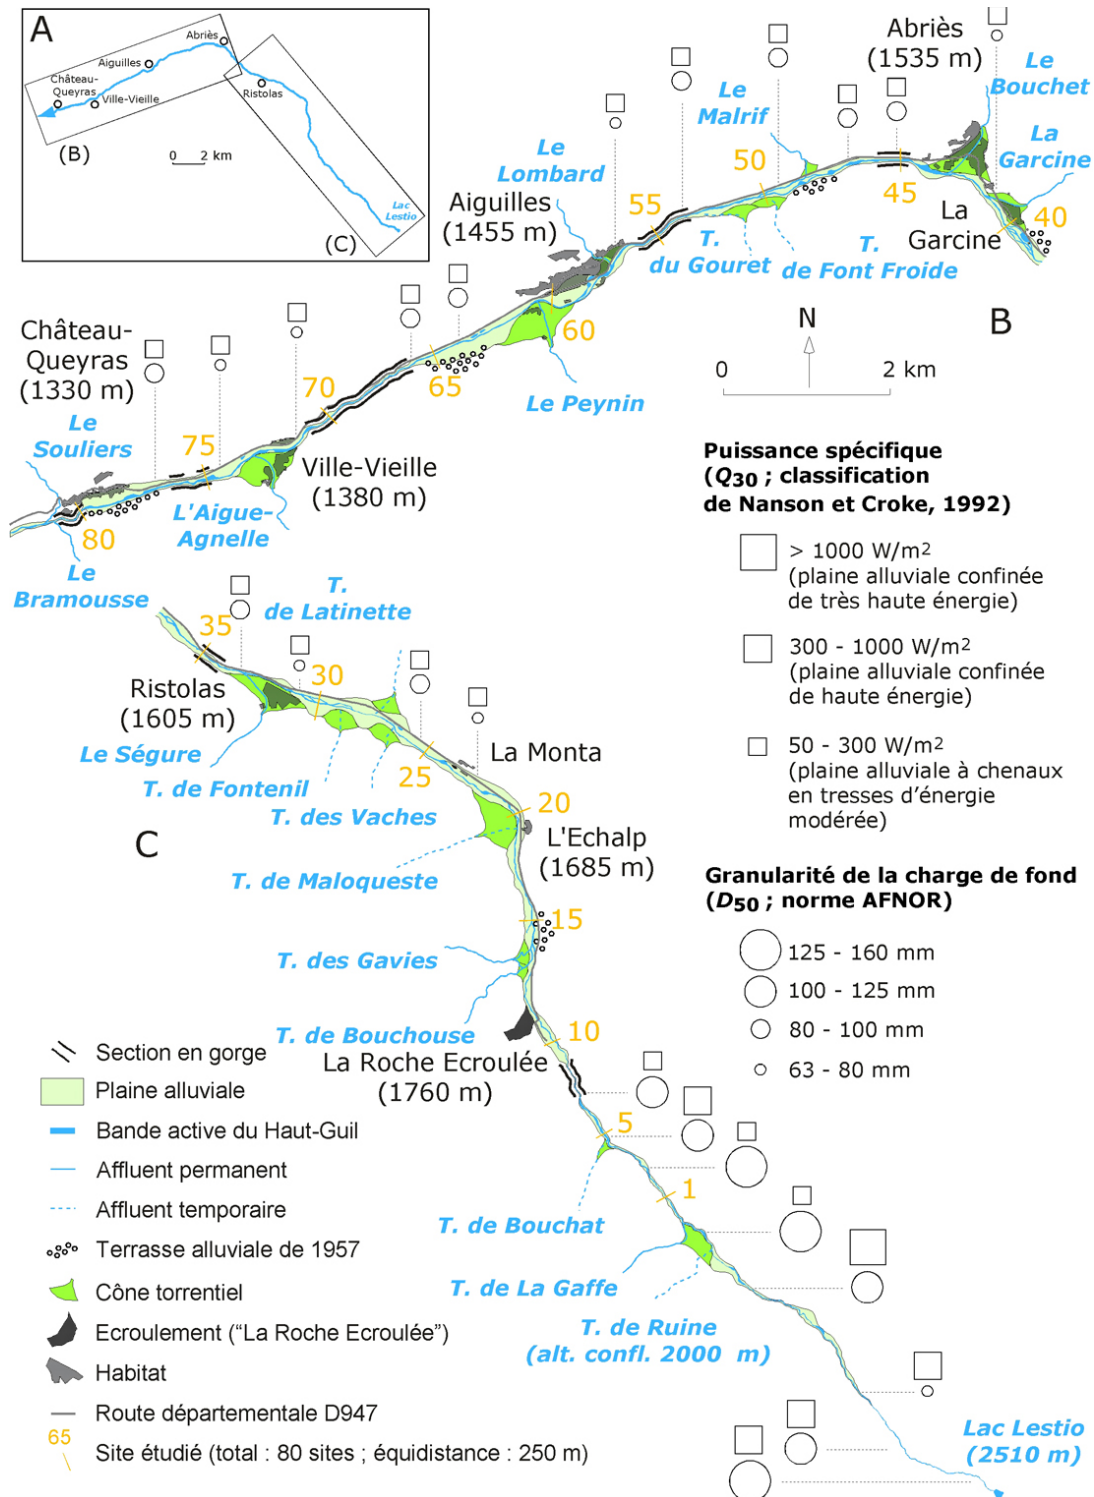 A
Abriès
Aiguilles
Château-
Queyras
Ville-Vieille
Ristolas
(B)
0 2 km
Lac
Lestio
(C)
Abriès
(1535 m)
Le
Bouchet
La
Garcine
Le
Malrif
50
45
40
La
Garcine
Le
Lombard
Aiguilles
(1455 m)
55
T.
du Gouret
T.
de Font Froide
60
N
B
0 2 km
Château-
Queyras
(1330 m)
70
65
Le Peynin
Le
Souliers
75
Ville-Vieille
(1380 m)
L'Aigue-
Agnelle
80
Le
Bramousse
Puissance spécifique
(Q30 ; classification
de Nanson et Croke, 1992)
> 1000 W/m2
(plaine alluviale confinée
de très haute énergie)
300 - 1000 W/m2
(plaine alluviale confinée
de haute énergie)
50 - 300 W/m2
(plaine alluviale à chenaux
en tresses d'énergie
modérée)
Granularité de la charge de fond
(D50 ; norme AFNOR)
125 - 160 mm
100 - 125 mm
80 - 100 mm
63 - 80 mm
T.
de Latinette
35
30
Ristolas
(1605 m)
Le Ségure
T. de Fontenil
25
La Monta
T. des Vaches
20
C
L'Echalp
(1685 m)
T. de Maloqueste
15
T. des Gavies
T. de Bouchouse
10
La Roche Ecroulée
(1760 m)
5
1
T. de Bouchat
T. de La Gaffe
T. de Ruine
(alt. confl. 2000 m)
Lac Lestio
(2510 m)
Section en gorge
Plaine alluviale
Bande active du Haut-Guil
Affluent permanent
Affluent temporaire
Terrasse alluviale de 1957
Cône torrentiel
Ecroulement (“La Roche Ecroulée”)
Habitat
Route départementale D947
65
Site étudié (total : 80 sites ; équidistance : 250 m)